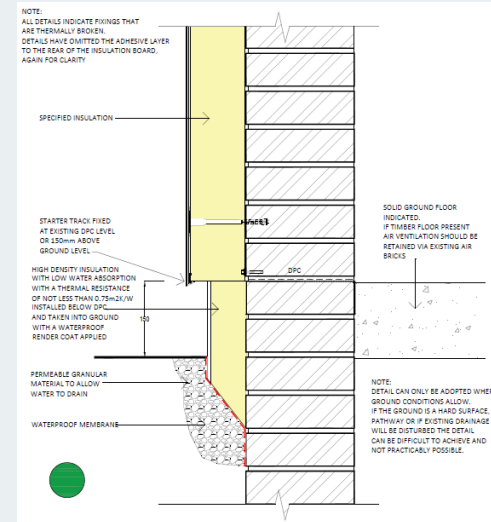 NOTE:
ALL DETAILS INDICATE FIXINGS THAT
ARE THERMALLY BROKEN.
DETAILS HAVE OMITTED THE ADHESIVE LAYER
TO THE REAR OF THE INSULATION BOARD,
AGAIN FOR CLARITY
SPECIFIED INSULATION
STARTER TRACK FIXED
AT EXISTING DPC LEVEL
OR 150mm ABOVE
GROUND LEVEL
HIGH DENSITY INSULATION
WITH LOW WATER ABSORPTION
WITH A THERMAL RESISTANCE
OF NOT LESS THAN 0.75m2K/W
INSTALLED BELOW DPC
AND TAKEN INTO GROUND
WITH A WATERPROOF
RENDER COAT APPLIED
150
DPC
SOLID GROUND FLOOR
INDICATED.
IF TIMBER FLOOR PRESENT
AIR VENTILATION SHOULD BE
RETAINED VIA EXISTING AIR
BRICKS
PERMEABLE GRANULAR
MATERIAL TO ALLOW
WATER TO DRAIN
WATERPROOF MEMBRANE
NOTE:
DETAIL CAN ONLY BE ADOPTED WHER
GROUND CONDITIONS ALLOW.
IF THE GROUND IS A HARD SURFACE,
PATHWAY OR IF EXISTING DRAINAGE
WILL BE DISTURBED THE DETAIL
CAN BE DIFFICULT TO ACHIEVE AND
NOT PRACTICABLY POSSIBLE.